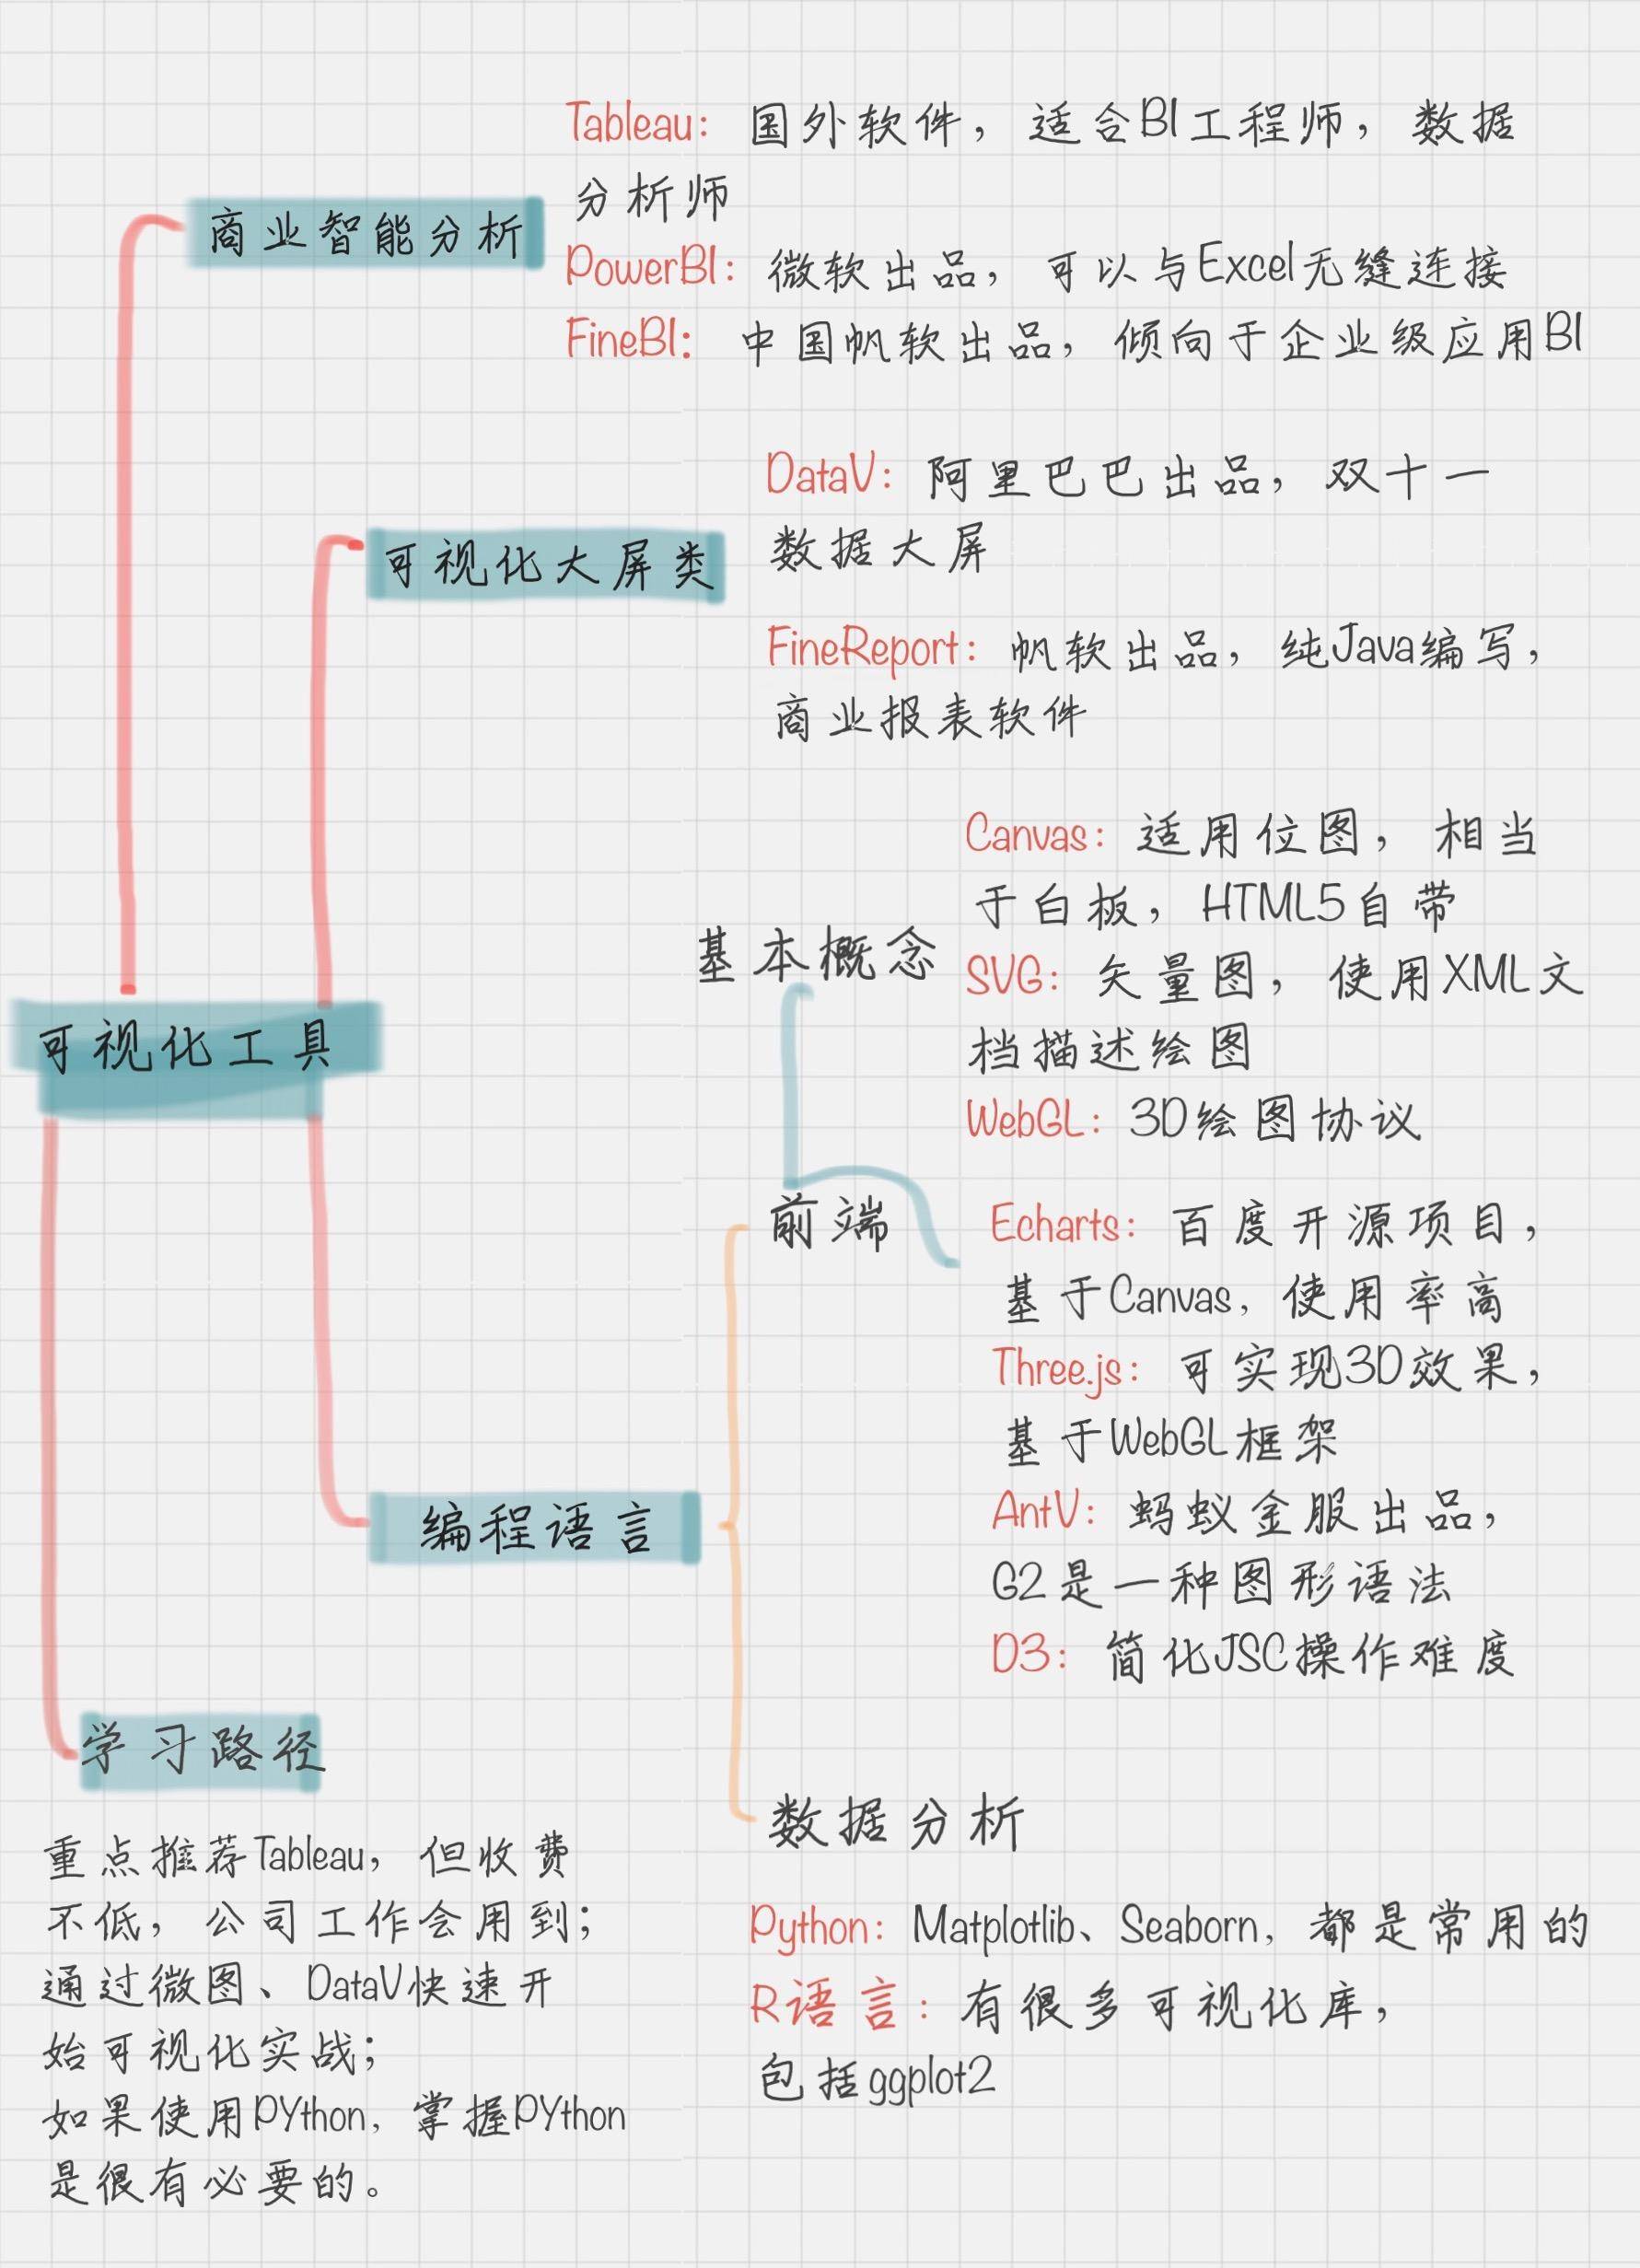 Tableau: 国外软件，适合BI工程师，数据
分析师
商业智能分析
PowerBI: 微软出品，可以与Excel无缝连接
FineBI: 中国帆软出品，倾向于企业级应用BI
DataV: 阿里巴巴出品，双十一
数据大屏
可视化大屏类
FineReport: 帆软出品，纯Java编写，
商业报表软件
Canvas: 适用位图，相当
于白板，HTML5自带
基本概念
SVG: 矢量图，使用XML文
档描述绘图
WebGL: 3D绘图协议
可视化工具
前端
Echarts: 百度开源项目，
基于Canvas，使用率高
Three.js: 可实现3D效果，
基于WebGL框架
AntV: 蚂蚁金服出品，
G2是一种图形语法
D3: 简化JSC操作难度
编程语言
数据分析
Python: Matplotlib、Seaborn，都是常用的
R语言: 有很多可视化库，
包括ggplot2
学习路径
重点推荐Tableau，但收费
不低，公司工作会用到；
通过微图、DataV快速开
始可视化实战；
如果使用PYthon，掌握PYthon
是很有必要的。